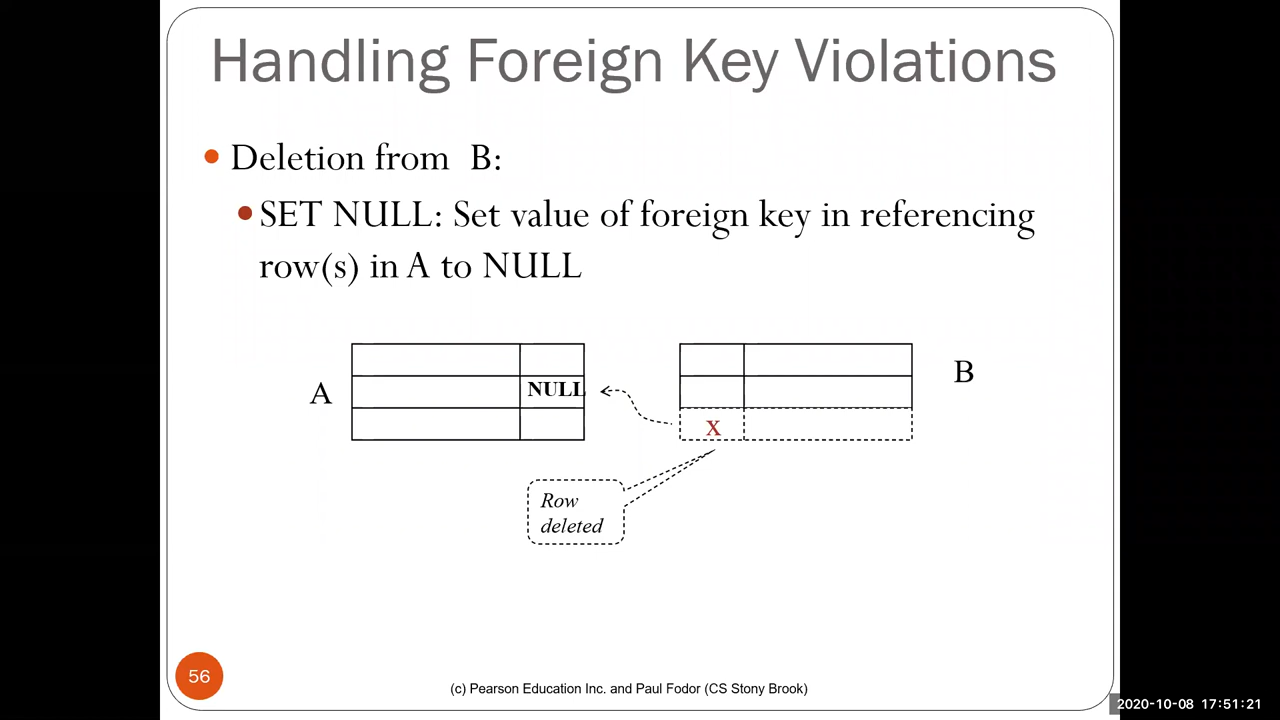 Handling Foreign Key Violations
Deletion from B:
SET NULL: Set value of foreign key in referencing
row(s) in A to NULL
A
NULL
B
x
Row
deleted
56
(c) Pearson Education Inc. and Paul Fodor (CS Stony Brook)
2020-10-08 17:51:21